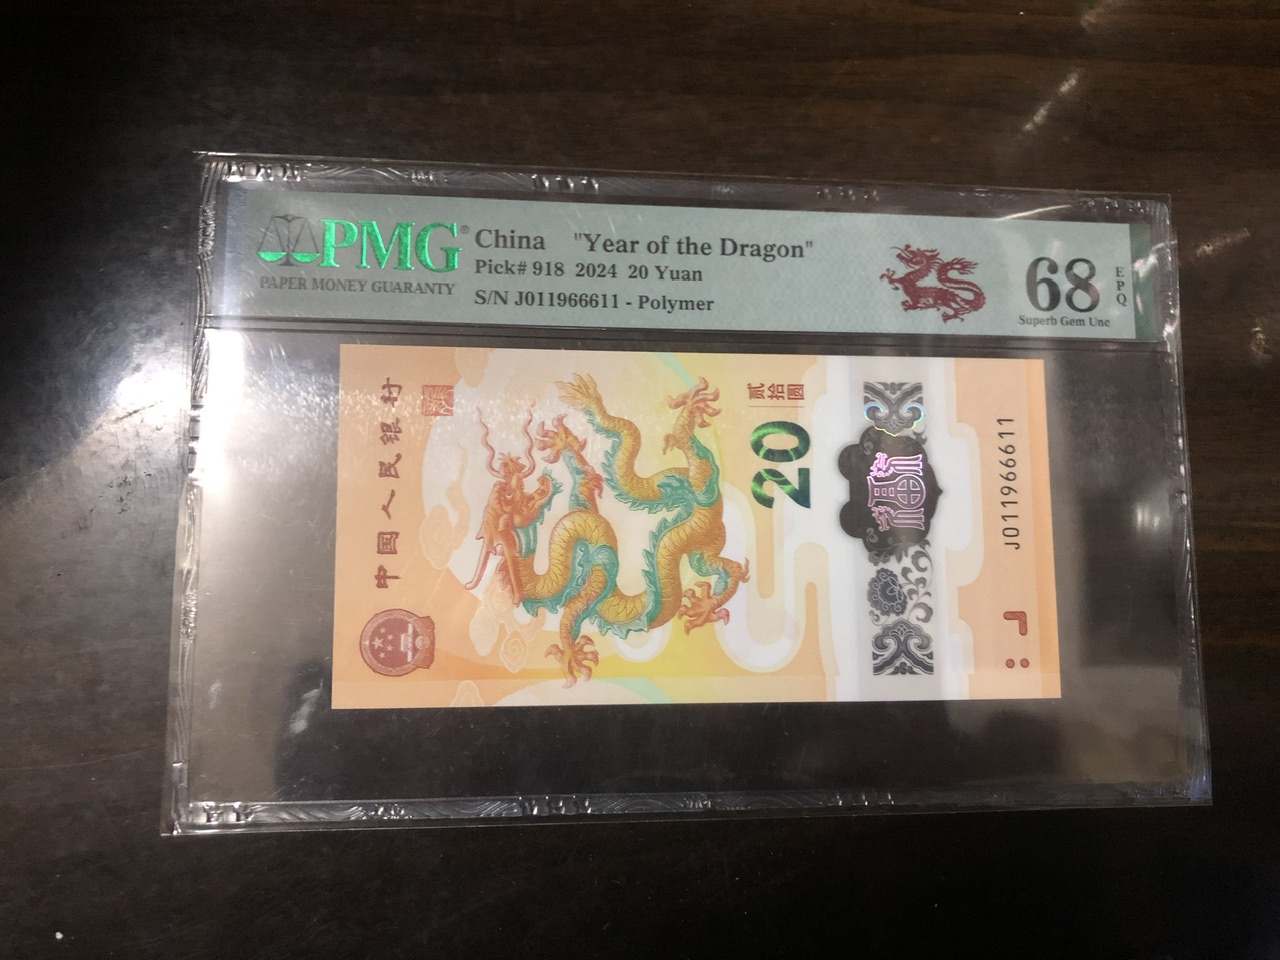 PMG®
PAPER MONEY GUARANTY
China "Year of the Dragon"
Pick# 918 2024 20 Yuan
S/N J011966611 - Polymer
68
EPQ
Superb Gem Unc
中国人民银行
贰拾圆
20
福
J011966611